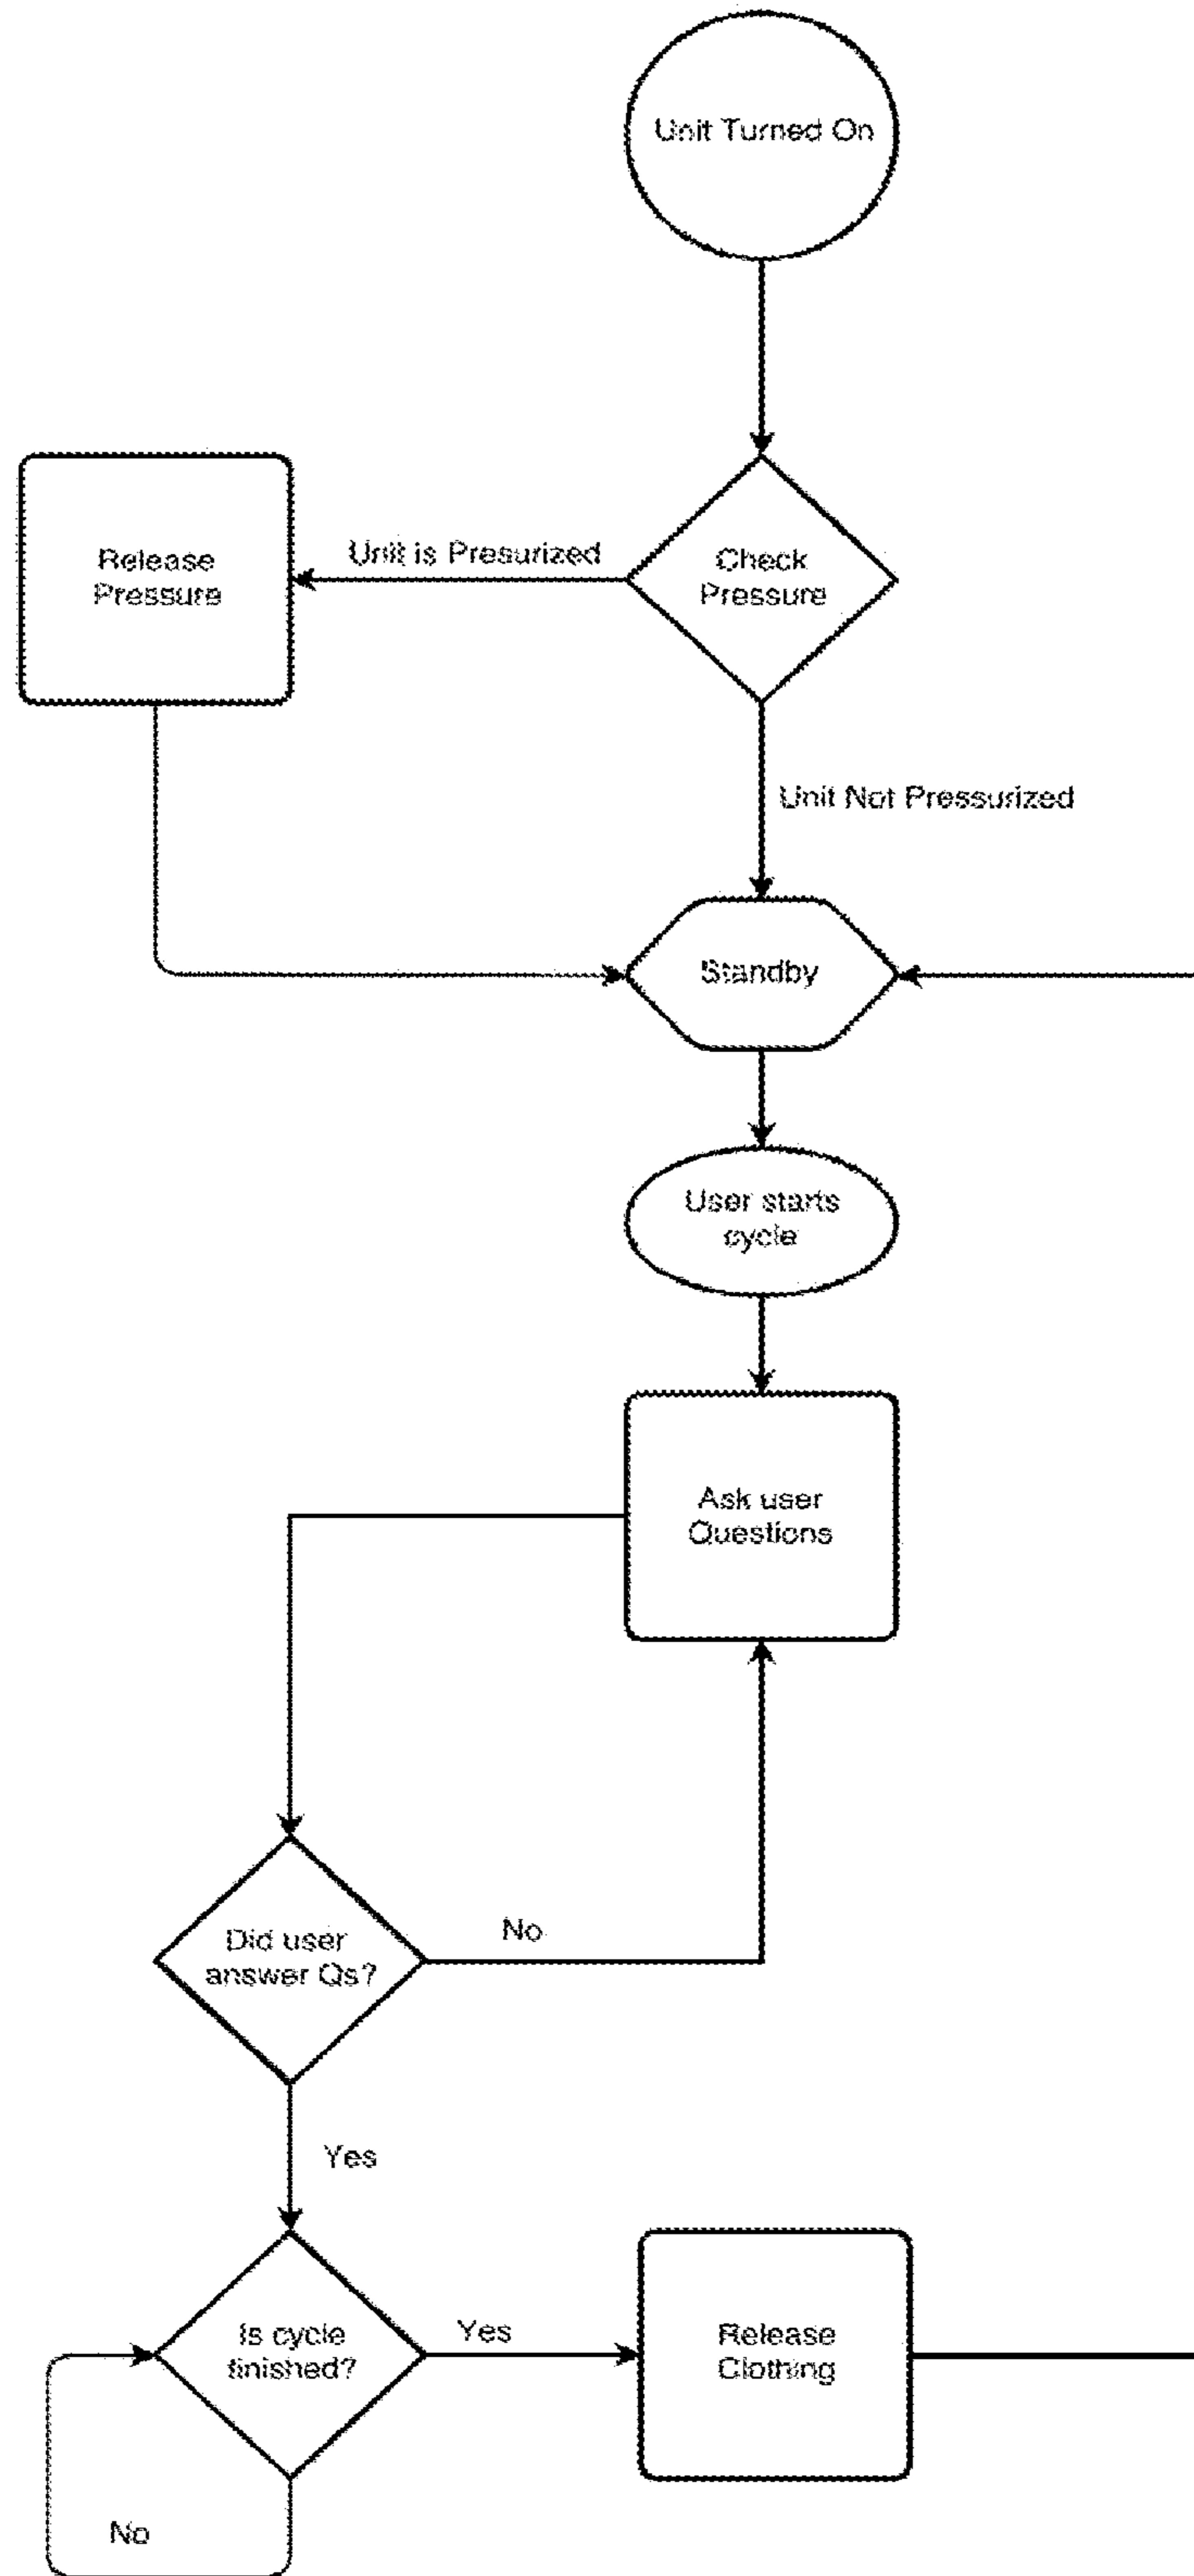 Unit Turned On
Unit is Presurized
Check
Pressure
Release
Pressure
Unit Not Pressurized
Standby
User starts
cycle
Ask user
Questions
Did user
answer Qs?
No
Yes
Is cycle
finished?
Yes
Release
Clothing
No